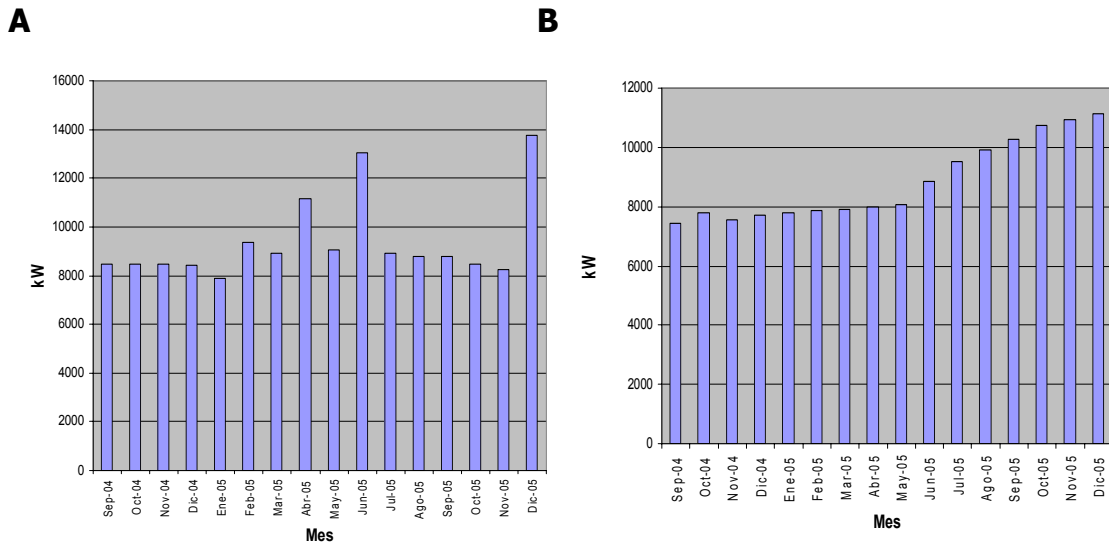 A
B
16000
14000
12000
10000
8000
6000
4000
2000
0
kW
Sep-04
Oct-04
Nov-04
Dic-04
Ene-05
Feb-05
Mar-05
Abr-05
May-05
Jun-05
Jul-05
Ago-05
Sep-05
Oct-05
Nov-05
Dic-05
Mes
12000
10000
8000
6000
4000
2000
0
kW
Sep-04
Oct-04
Nov-04
Dic-04
Ene-05
Feb-05
Mar-05
Abr-05
May-05
Jun-05
Jul-05
Ago-05
Sep-05
Oct-05
Nov-05
Dic-05
Mes